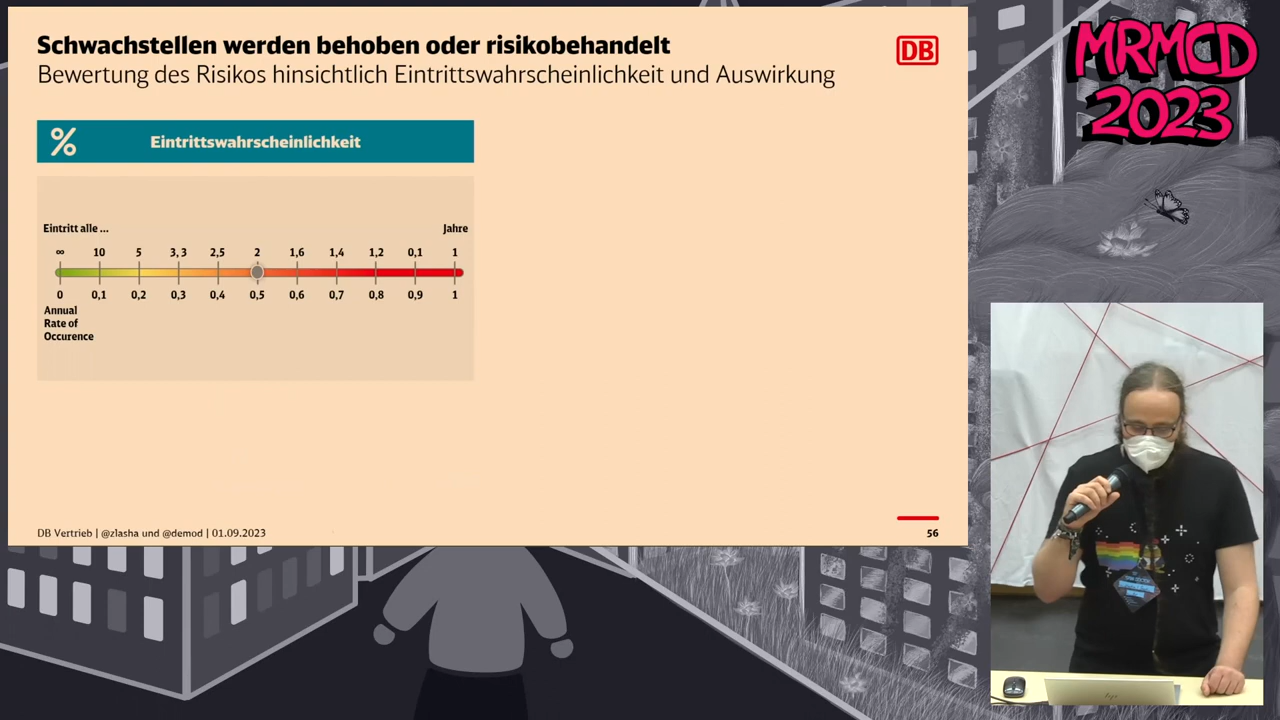 Schwachstellen werden behoben oder risikobehandelt
Bewertung des Risikos hinsichtlich Eintrittswahrscheinlichkeit und Auswirkung
DB
MRMCD
2023
% Eintrittswahrscheinlichkeit
Eintritt alle ... Jahre
∞ 10 5 3,3 2,5 2 1,6 1,4 1,2 0,1 1
0 0,1 0,2 0,3 0,4 0,5 0,6 0,7 0,8 0,9 1
Annual
Rate of
Occurence
DB Vertrieb | @zlasha und @demod | 01.09.2023
56